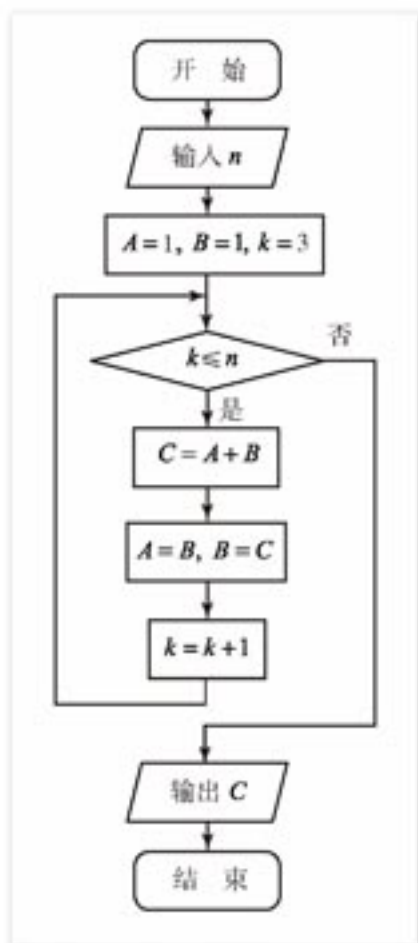 开 始
输入 n
A=1, B=1, k=3
k≤n
否
是
C=A+B
A=B, B=C
k=k+1
输出 C
结 束